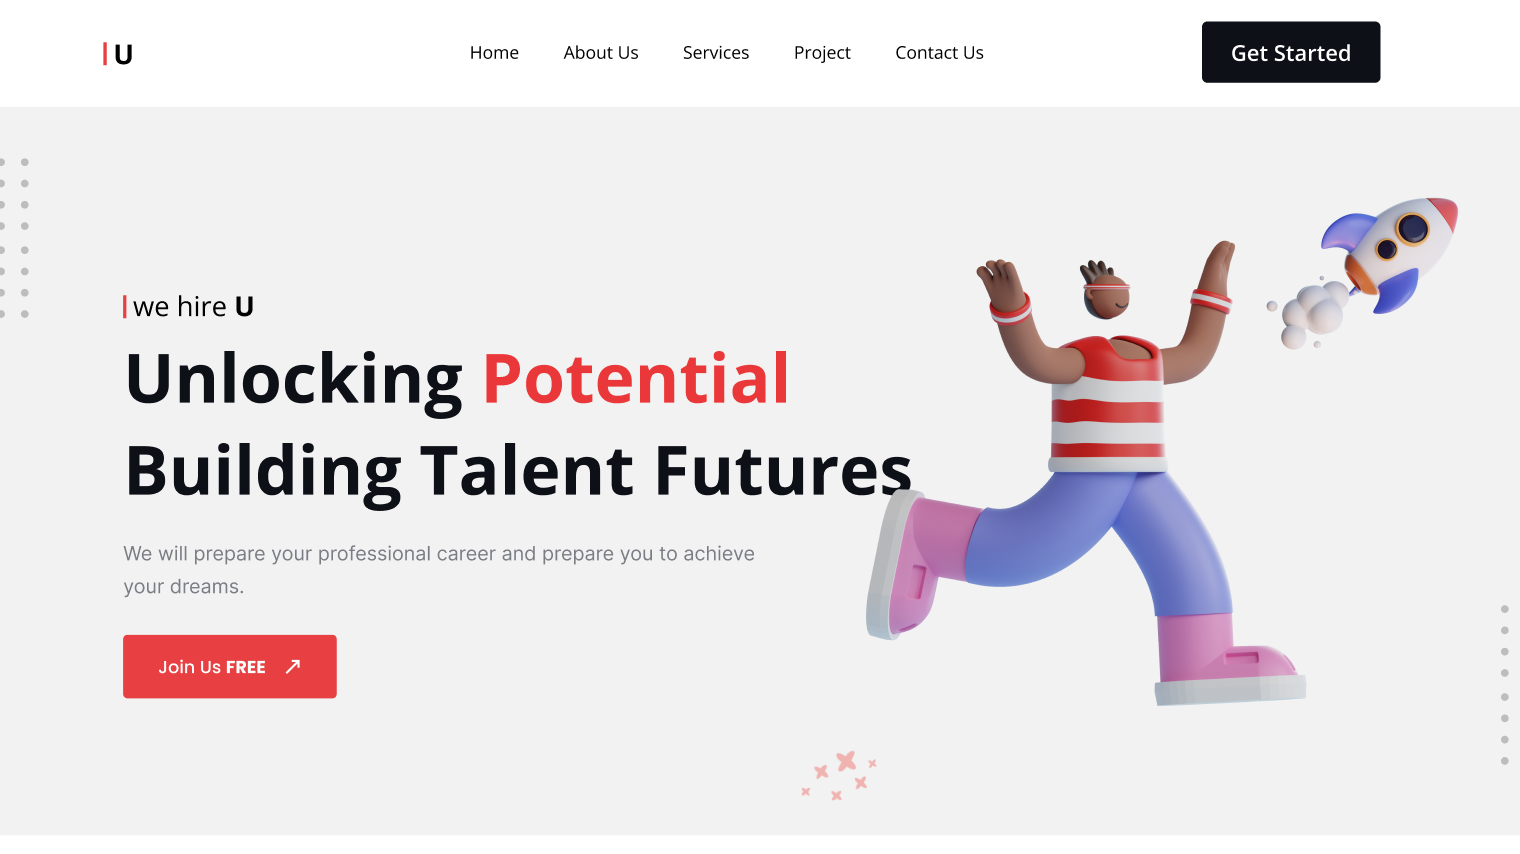 U
Home About Us Services Project Contact Us
Get Started
we hire U
Unlocking Potential
Building Talent Futures
We will prepare your professional career and prepare you to achieve
your dreams.
Join Us FREE